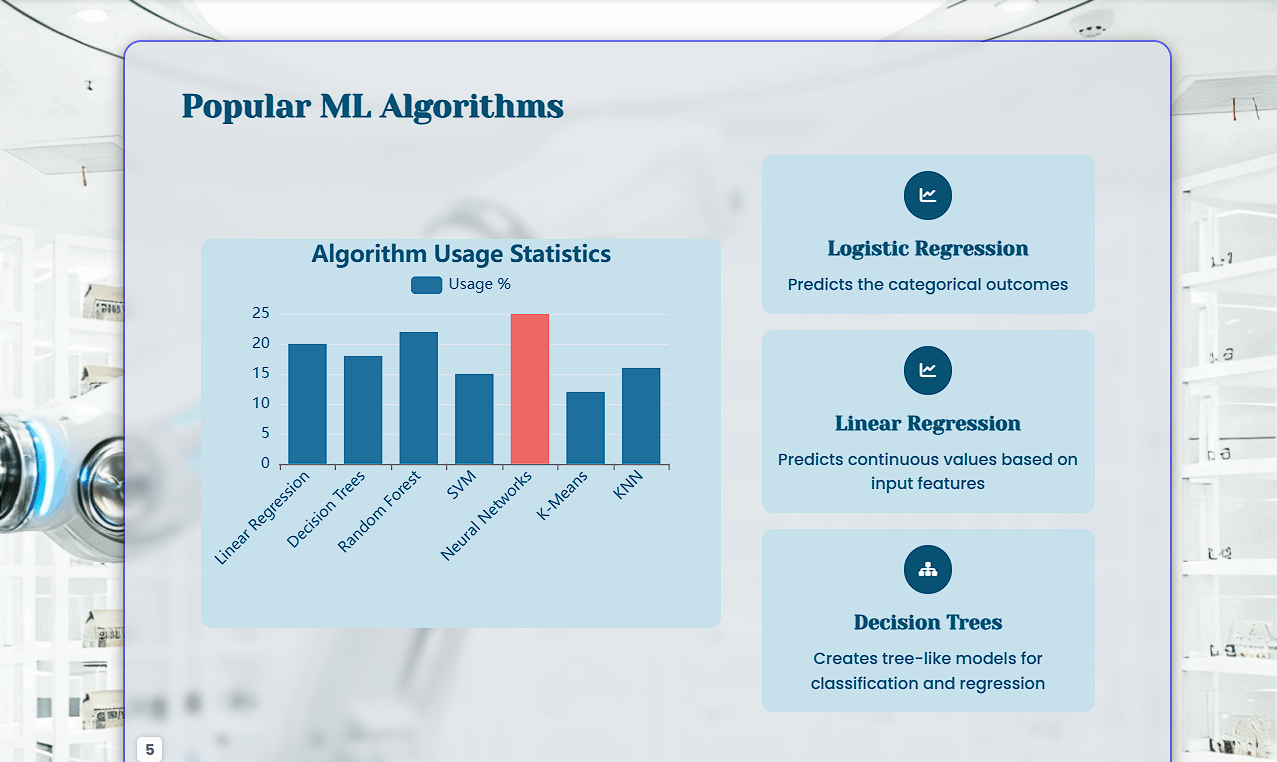 Popular ML Algorithms
Algorithm Usage Statistics
Usage %
25
20
15
10
5
0
Linear Regression
Decision Trees
Random Forest
SVM
Neural Networks
K-Means
KNN
Logistic Regression
Predicts the categorical outcomes
Linear Regression
Predicts continuous values based on
input features
Decision Trees
Creates tree-like models for
classification and regression
5